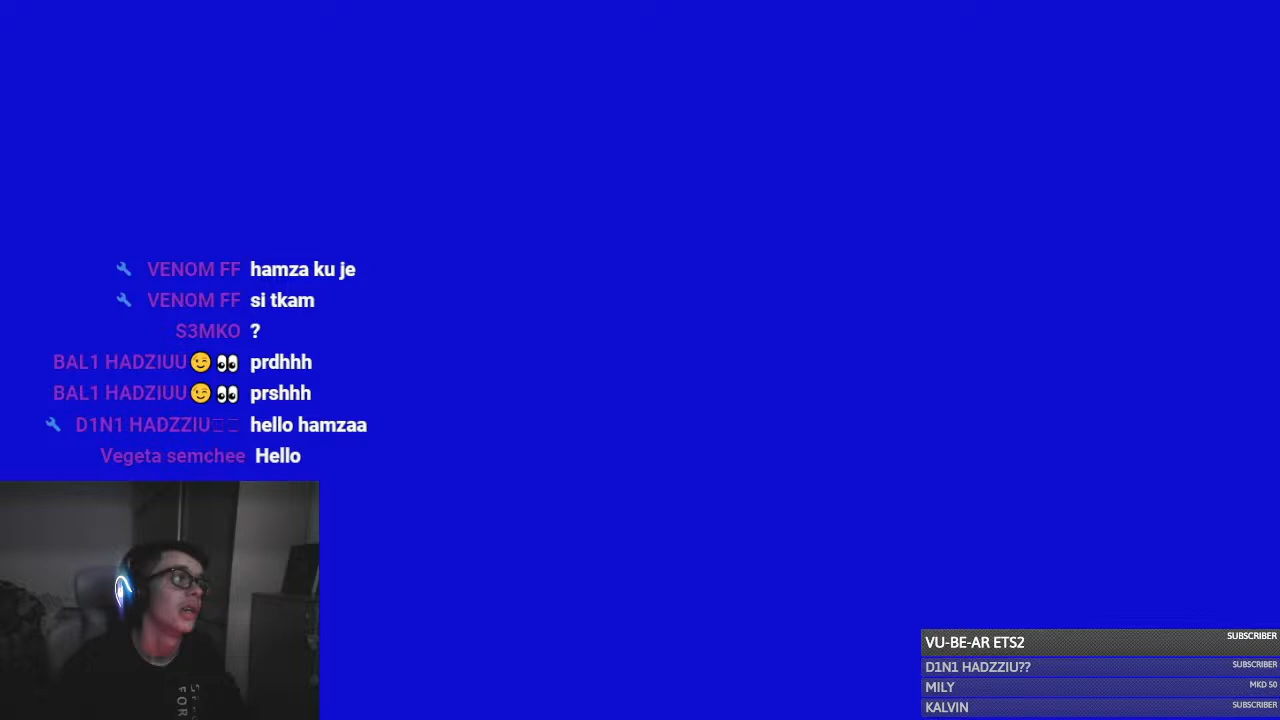 VENOM FF hamza ku je
VENOM FF si tkam
S3MKO ?
BAL1 HADZIUU😉👀 prdhhh
BAL1 HADZIUU😉👀 prshhh
D1N1 HADZZIU hello hamzaa
Vegeta semchee Hello
VU-BE-AR ETS2 SUBSCRIBER
D1N1 HADZZIU?? SUBSCRIBER
MILY MKD 50
KALVIN SUBSCRIBER
FOR